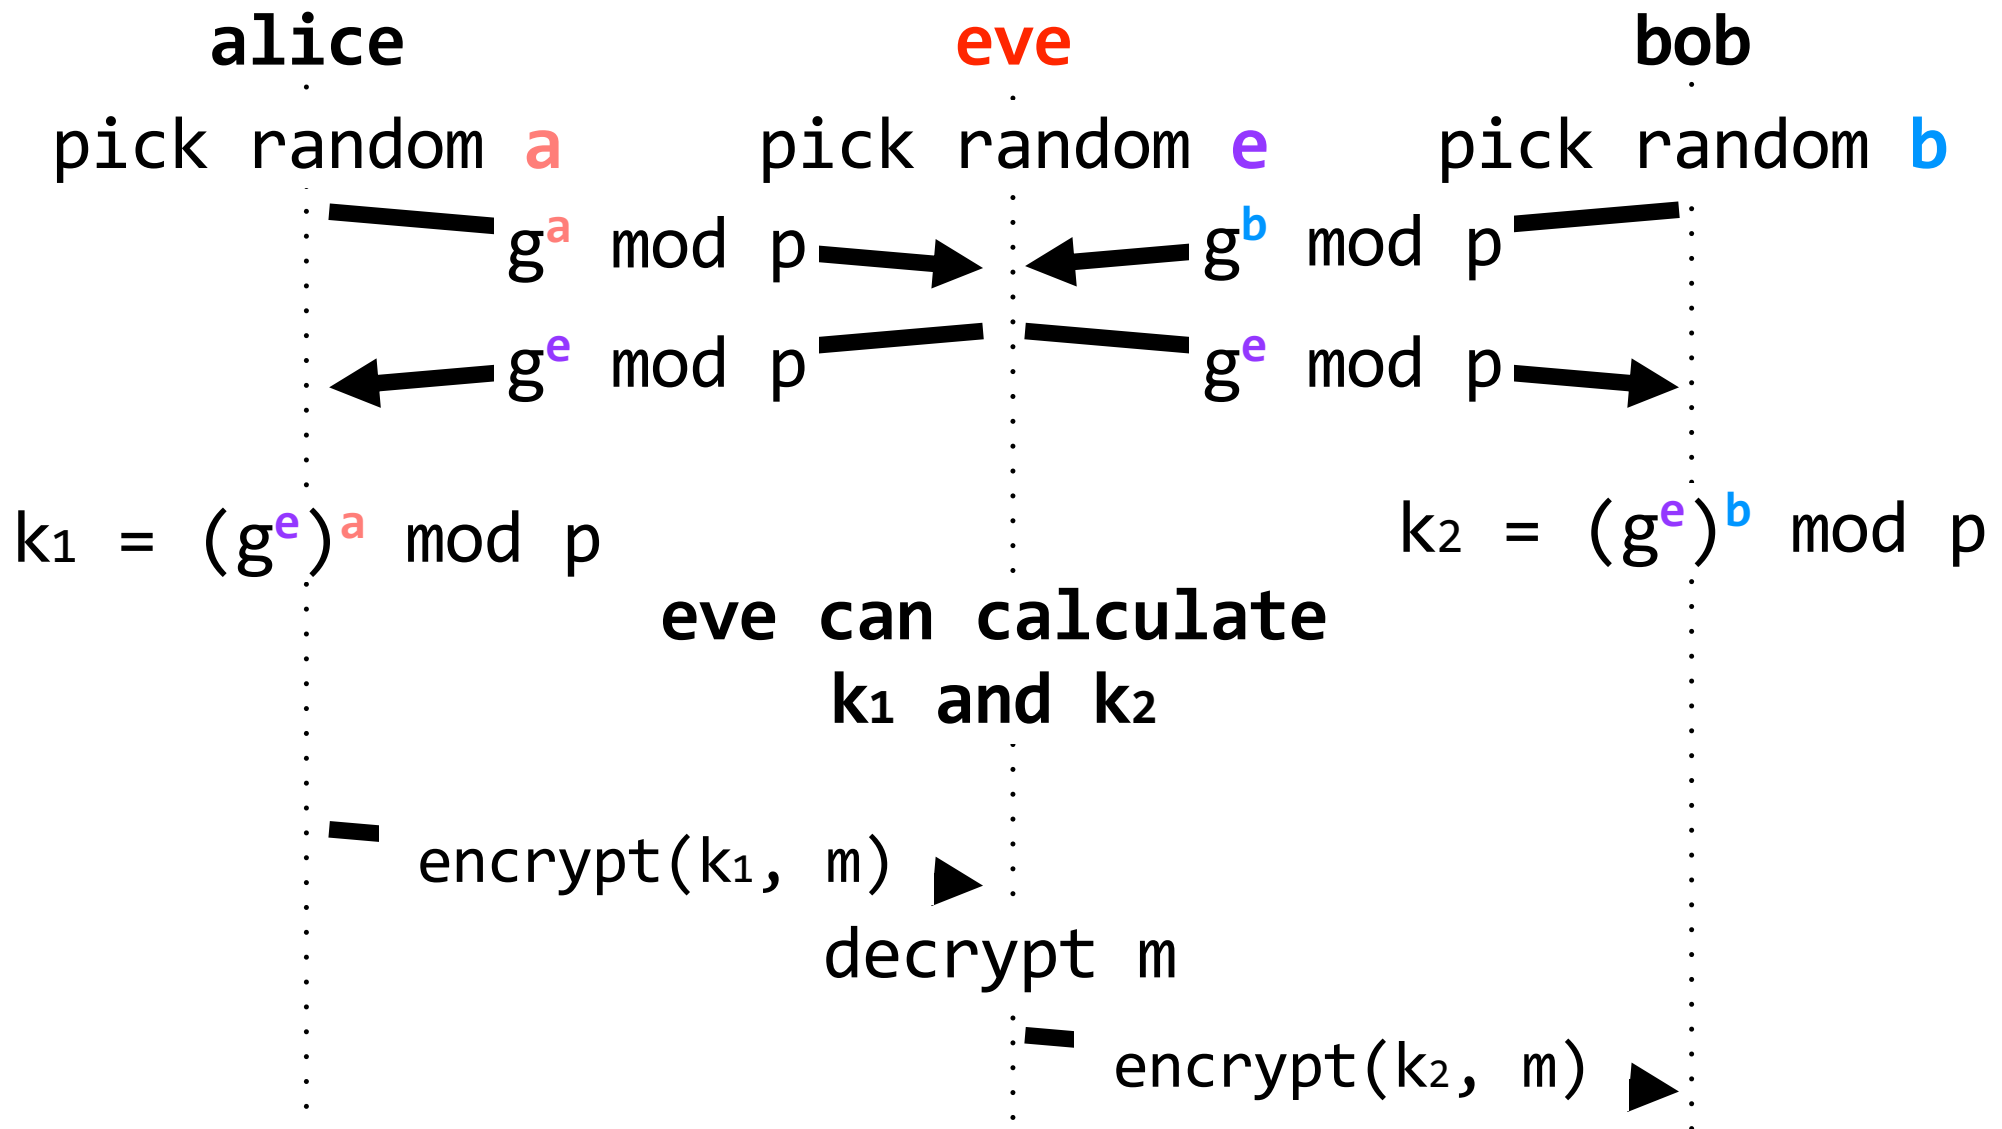 alice eve bob
pick random a pick random e pick random b
gᵃ mod p gᵇ mod p
gᵉ mod p gᵉ mod p
k₁ = (gᵉ)ᵃ mod p k₂ = (gᵉ)ᵇ mod p
eve can calculate
k₁ and k₂
encrypt(k₁, m)
decrypt m
encrypt(k₂, m)